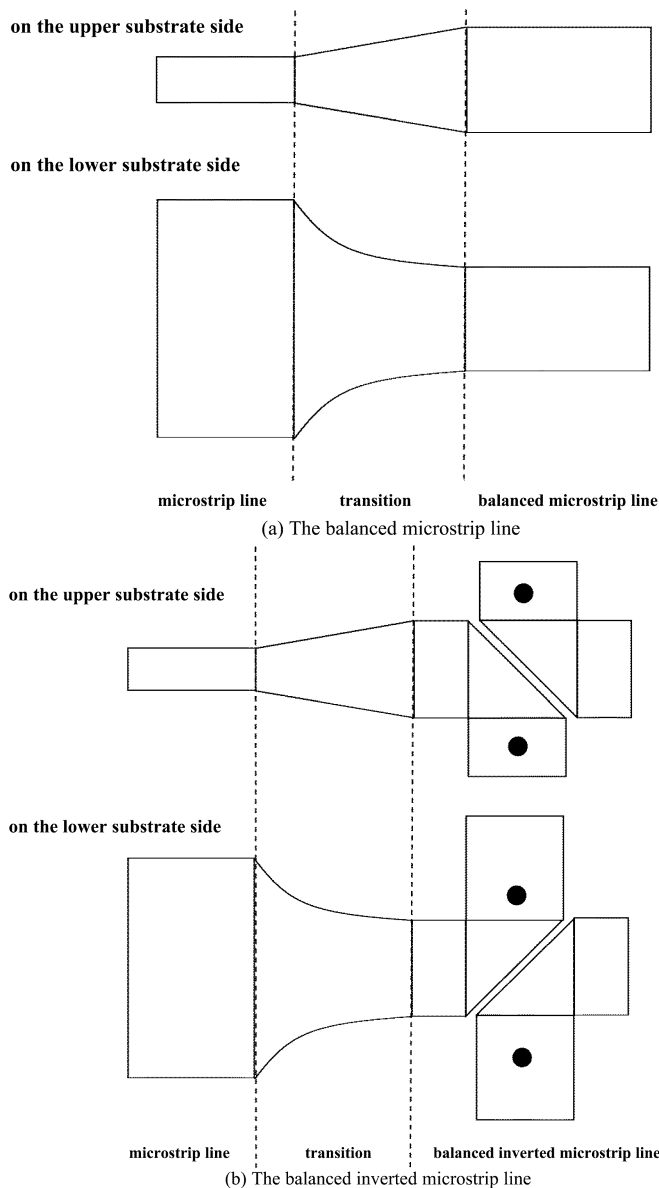 on the upper substrate side
on the lower substrate side
microstrip line transition balanced microstrip line
(a) The balanced microstrip line
on the upper substrate side
on the lower substrate side
microstrip line transition balanced inverted microstrip line
(b) The balanced inverted microstrip line